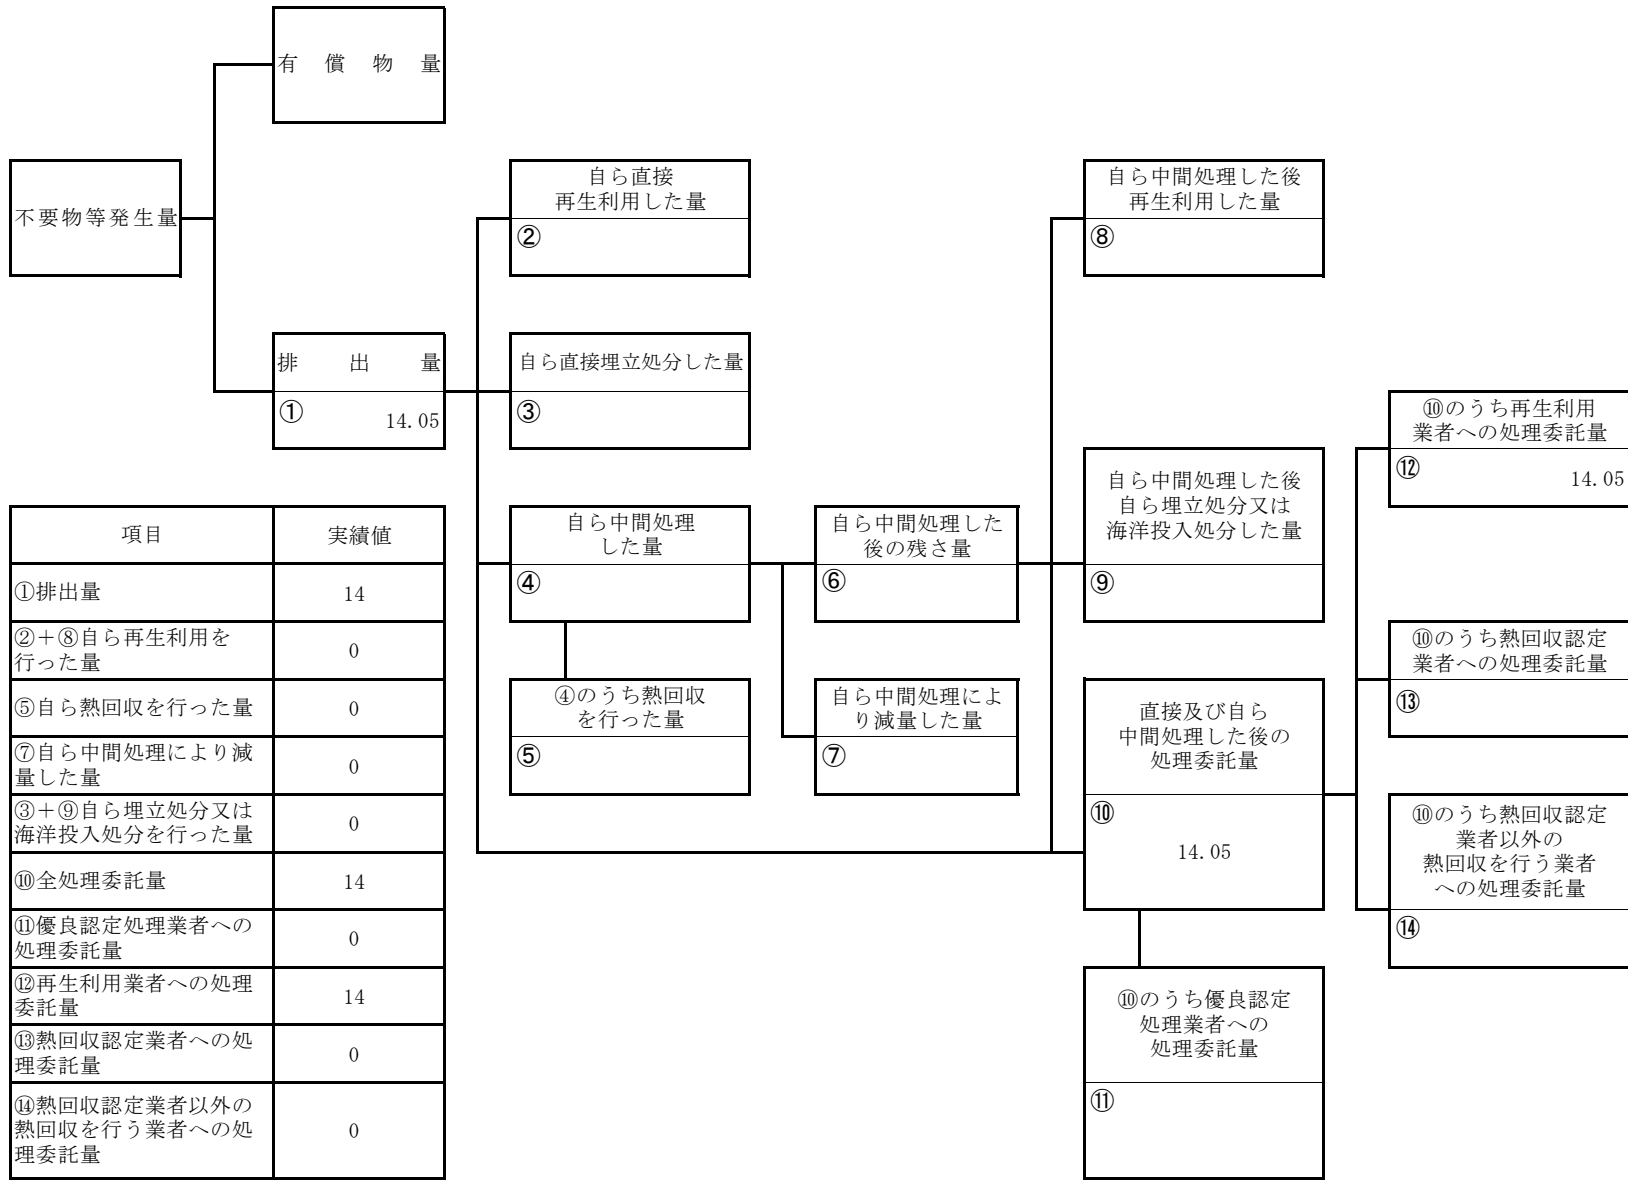 有償物量
不要物等発生量
自ら直接
再生利用した量
②
自ら中間処理した後
再生利用した量
⑧
排出量
① 14.05
自ら直接埋立処分した量
③
⑩のうち再生利用
業者への処理委託量
⑫ 14.05
自ら中間処理
した量
④
自ら中間処理した
後の残さ量
⑥
自ら中間処理した後
自ら埋立処分又は
海洋投入処分した量
⑨
⑩のうち熱回収認定
業者への処理委託量
⑬
④のうち熱回収
を行った量
⑤
自ら中間処理によ
り減量した量
⑦
直接及び自ら
中間処理した後の
処理委託量
⑩
14.05
⑩のうち熱回収認定
業者以外の
熱回収を行う業者
への処理委託量
⑭
⑩のうち優良認定
処理業者への
処理委託量
⑪
項目 実績値
①排出量 14
②+⑧自ら再生利用を
行った量 0
⑤自ら熱回収を行った量 0
⑦自ら中間処理により減
量した量 0
③+⑨自ら埋立処分又は
海洋投入処分を行った量 0
⑩全処理委託量 14
⑪優良認定処理業者への
処理委託量 0
⑫再生利用業者への処理
委託量 14
⑬熱回収認定業者への処
理委託量 0
⑭熱回収認定業者以外の
熱回収を行う業者への処
理委託量 0